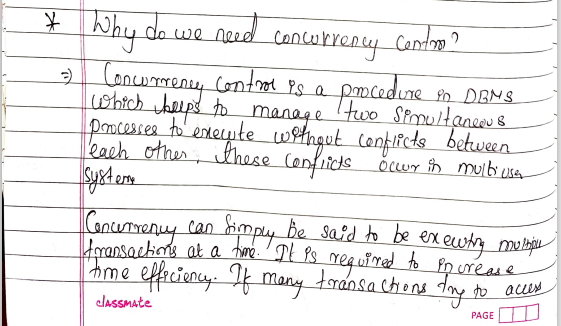 * Why do we need concurrency control?
⇒ Concurrency control is a procedure in DBMS
which helps to manage two simultaneous
processes to execute without conflicts between
each other, these conflicts occur in multi user
system
Concurrency can simply be said to be executing multiple
transactions at a time. It is required to increase
time efficiency. If many transactions try to access
classmate
PAGE